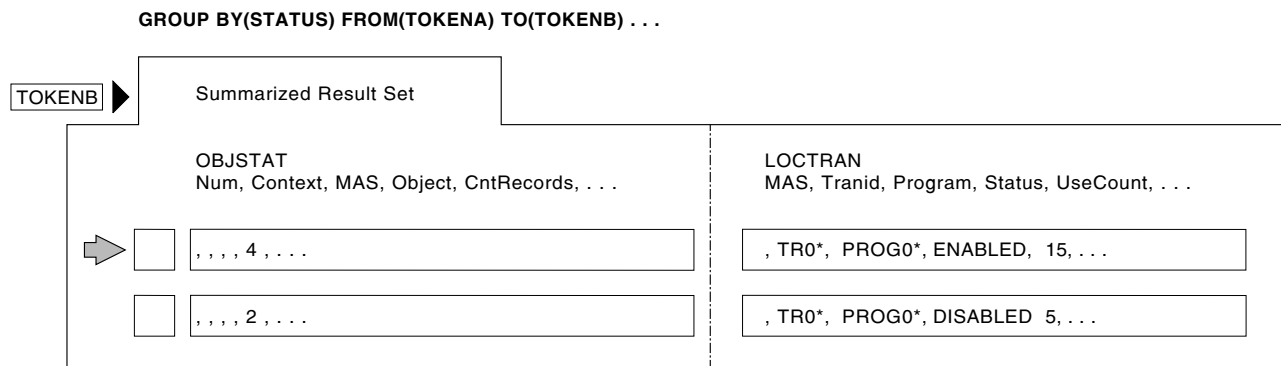 GROUP BY(STATUS) FROM(TOKENA) TO(TOKENB) . . .
TOKENB
Summarized Result Set
OBJSTAT
Num, Context, MAS, Object, CntRecords, . . .
LOCTRAN
MAS, Tranid, Program, Status, UseCount, . . .
, , , , 4 , . . .
, TR0*, PROG0*, ENABLED, 15, . . .
, , , , 2 , . . .
, TR0*, PROG0*, DISABLED 5, . . .